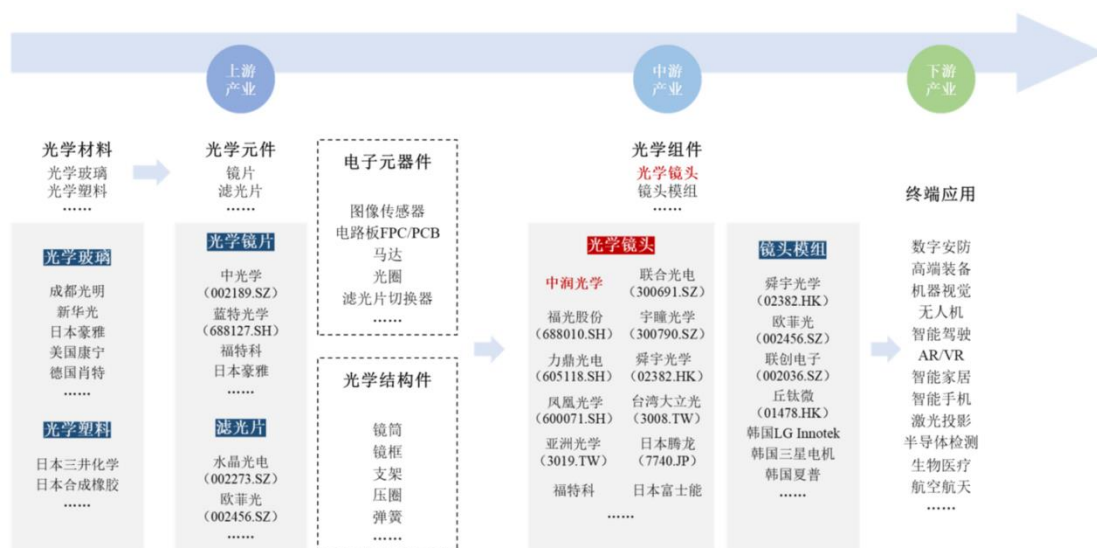 上游
产业
中游
产业
下游
产业
光学材料
光学玻璃
光学塑料
……
光学玻璃
成都光明
新华光
日本豪雅
美国康宁
德国肖特
……
光学塑料
日本三井化学
日本合成橡胶
……
光学元件
镜片
滤光片
……
光学镜片
中光学
(002189.SZ)
蓝特光学
(688127.SH)
福特科
日本豪雅
……
滤光片
水晶光电
(002273.SZ)
欧菲光
(002456.SZ)
……
电子元器件
图像传感器
电路板FPC/PCB
马达
光圈
滤光片切换器
……
光学结构件
镜筒
镜框
支架
压圈
弹簧
……
光学组件
光学镜头
镜头模组
……
光学镜头
中润光学
福光股份
(688010.SH)
力鼎光电
(605118.SH)
凤凰光学
(600071.SH)
亚洲光学
(3019.TW)
福特科
联合光电
(300691.SZ)
宇瞳光学
(300790.SZ)
舜宇光学
(02382.HK)
台湾大立光
(3008.TW)
日本腾龙
(7740.JP)
日本富士能
……
镜头模组
舜宇光学
(02382.HK)
欧菲光
(002456.SZ)
联创电子
(002036.SZ)
丘钛微
(01478.HK)
韩国LG Innotek
韩国三星电机
韩国夏普
……
终端应用
数字安防
高端装备
机器视觉
无人机
智能驾驶
AR/VR
智能家居
智能手机
激光投影
半导体检测
生物医疗
航空航天
……